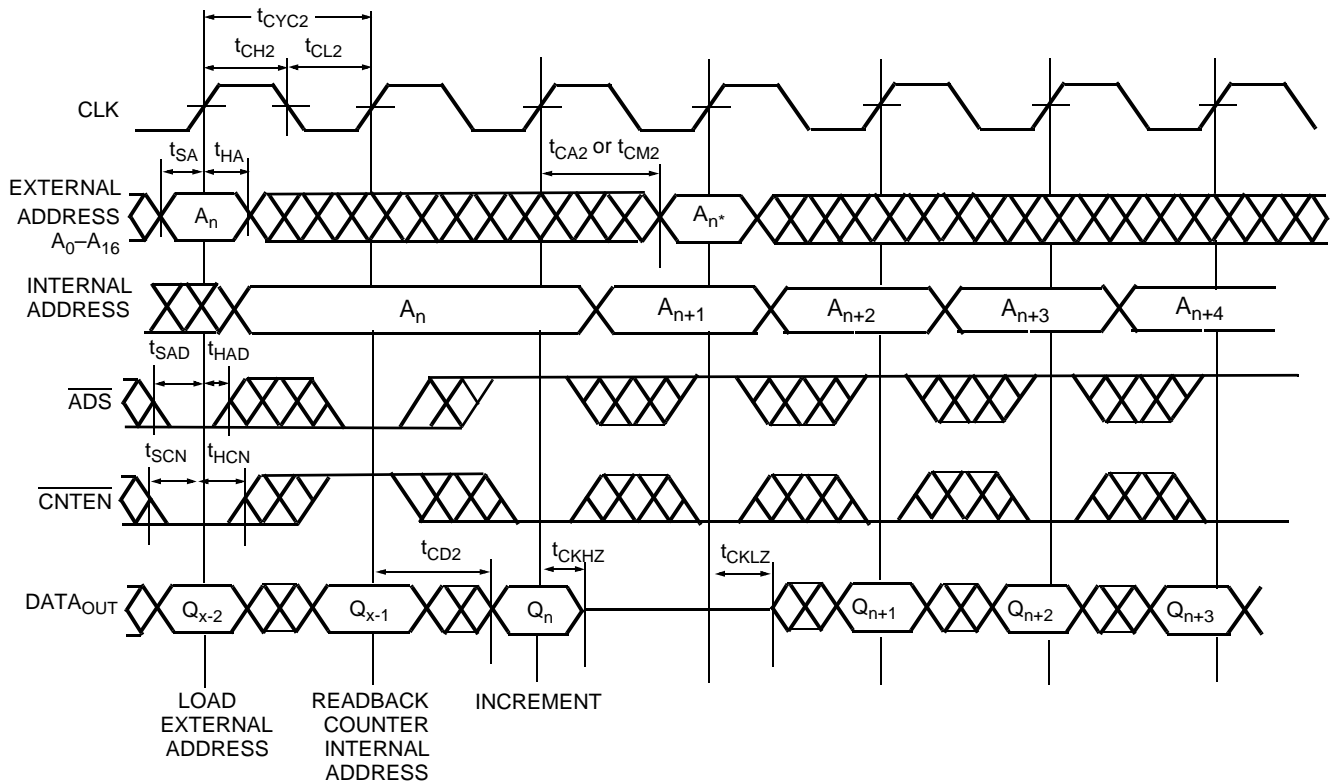 tCYC2
tCH2 tCL2
CLK
tSA tHA tCA2 or tCM2
EXTERNAL
ADDRESS
A0–A16
An An*
INTERNAL
ADDRESS
An An+1 An+2 An+3 An+4
tSAD tHAD
ADS
tSCN tHCN
CNTEN
tCD2 tCKHZ tCKLZ
DATAOUT
Qx-2 Qx-1 Qn Qn+1 Qn+2 Qn+3
LOAD
EXTERNAL
ADDRESS
READBACK
COUNTER
INTERNAL
ADDRESS
INCREMENT